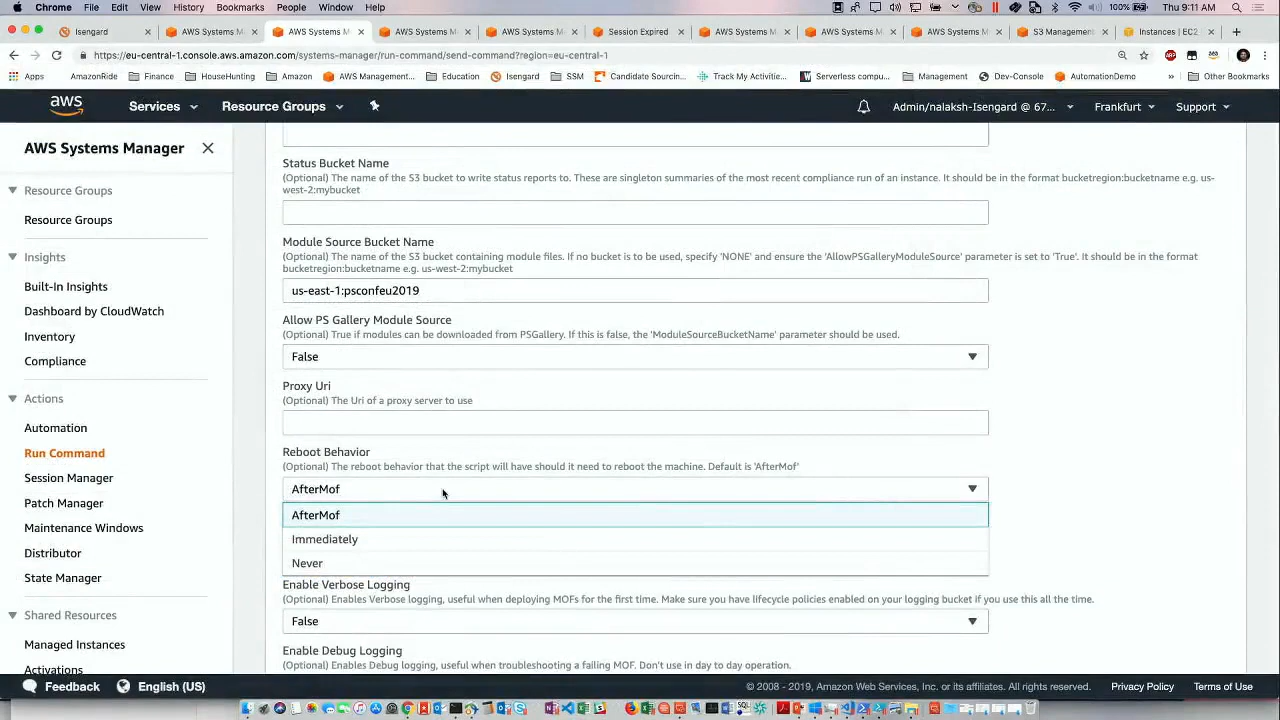 Chrome File Edit View History Bookmarks People Window Help 100% Thu 9:11 AM
Isengard AWS Systems M AWS Systems M AWS Systems M AWS Systems M Session Expired AWS Systems M AWS Systems M AWS Systems M S3 Management Instances | EC2
https://eu-central-1.console.aws.amazon.com/systems-manager/run-command/send-command?region=eu-central-1
Apps AmazonRide Finance HouseHunting Amazon AWS Management... Education Isengard SSM Candidate Sourcin... Track My Activitie... Serverless compu... Management Dev-Console AutomationDemo Other Bookmarks
aws Services Resource Groups Admin/nalaksh-Isengard @ 67... Frankfurt Support
AWS Systems Manager
Resource Groups
Resource Groups
Insights
Built-In Insights
Dashboard by CloudWatch
Inventory
Compliance
Actions
Automation
Run Command
Session Manager
Patch Manager
Maintenance Windows
Distributor
State Manager
Shared Resources
Managed Instances
Activations
Status Bucket Name
(Optional) The name of the S3 bucket to write status reports to. These are singleton summaries of the most recent compliance run of an instance. It should be in the format bucketregion:bucketname e.g. us-
west-2:mybucket
Module Source Bucket Name
(Optional) The name of the S3 bucket containing module files. If no bucket is to be used, specify 'NONE' and ensure the 'AllowPSGalleryModuleSource' parameter is set to 'True'. It should be in the format
bucketregion:bucketname e.g. us-west-2:mybucket
us-east-1:psconfeu2019
Allow PS Gallery Module Source
(Optional) True if modules can be downloaded from PSGallery. If this is false, the 'ModuleSourceBucketName' parameter should be used.
False
Proxy Uri
(Optional) The Uri of a proxy server to use
Reboot Behavior
(Optional) The reboot behavior that the script will have should it need to reboot the machine. Default is 'AfterMof'
AfterMof
AfterMof
Immediately
Never
Enable Verbose Logging
(Optional) Enables Verbose logging, useful when deploying MOFs for the first time. Make sure you have lifecycle policies enabled on your logging bucket if you use this all the time.
False
Enable Debug Logging
(Optional) Enables Debug logging, useful when troubleshooting a failing MOF. Don't use in day to day operation.
Feedback English (US) © 2008 - 2019, Amazon Web Services, Inc. or its affiliates. All rights reserved. Privacy Policy Terms of Use